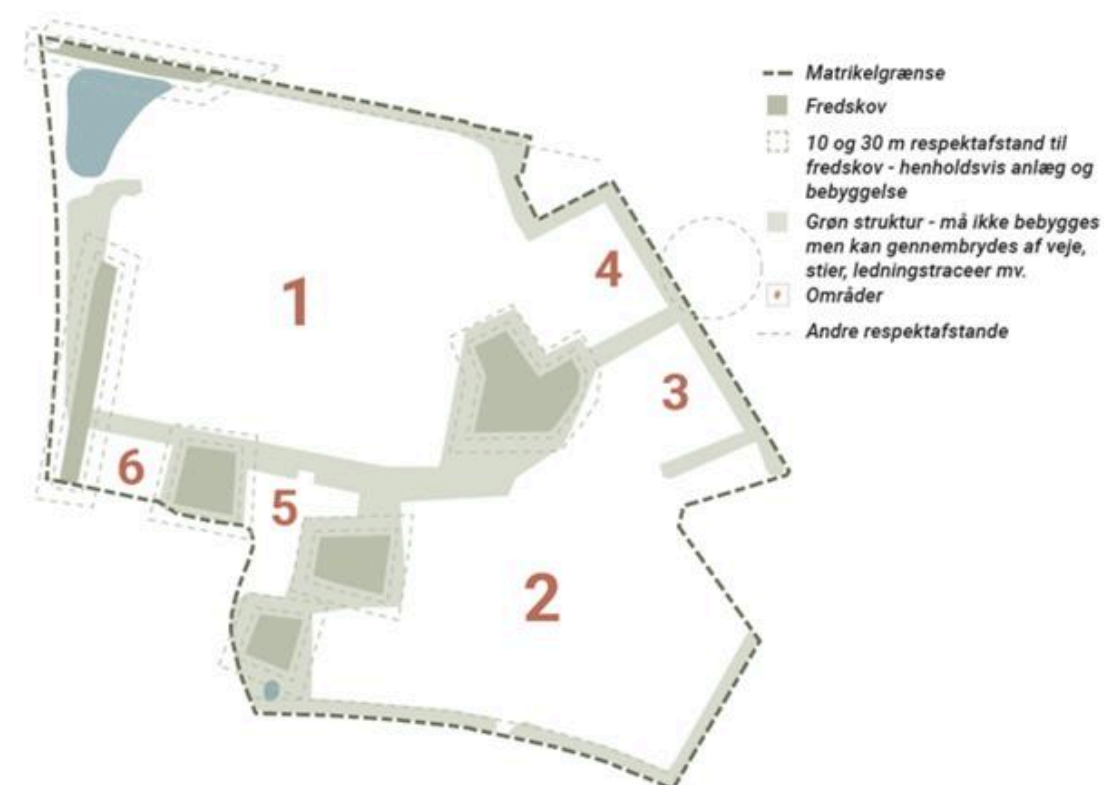 Matrikelgrænse
Fredskov
10 og 30 m respektafstand til
fredskov - henholdsvis anlæg og
bebyggelse
Grøn struktur - må ikke bebygges
men kan gennembrydes af veje,
stier, ledningstraceer mv.
Områder
Andre respektafstande
4
1
3
6
5
2